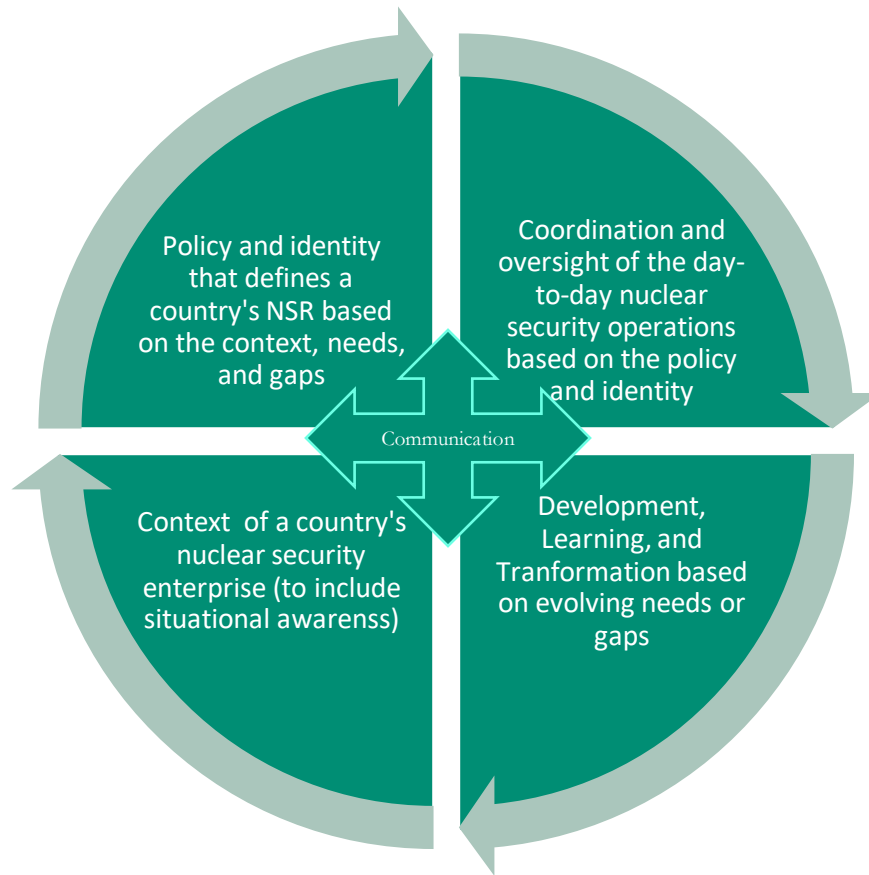 Policy and identity
that defines a
country's NSR based
on the context, needs,
and gaps
Coordination and
oversight of the day-
to-day nuclear
security operations
based on the policy
and identity
Communication
Context  of a country's
nuclear security
enterprise (to include
situational awarenss)
Development,
Learning, and
Tranformation based
on evolving needs or
gaps